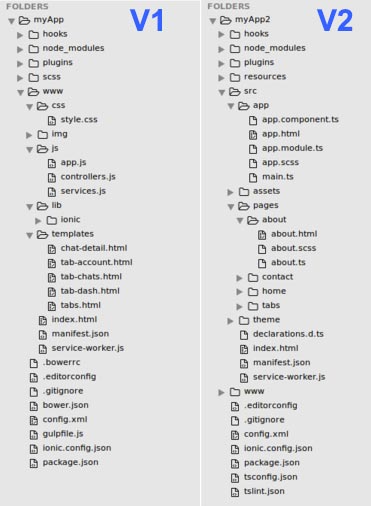 FOLDERS
V1
myApp
hooks
node_modules
plugins
scss
www
css
style.css
img
js
app.js
controllers.js
services.js
lib
ionic
templates
chat-detail.html
tab-account.html
tab-chats.html
tab-dash.html
tabs.html
index.html
manifest.json
service-worker.js
.bowerrc
.editorconfig
.gitignore
bower.json
config.xml
gulpfile.js
ionic.config.json
package.json
FOLDERS
V2
myApp2
hooks
node_modules
plugins
resources
src
app
app.component.ts
app.html
app.module.ts
app.scss
main.ts
assets
pages
about
about.html
about.scss
about.ts
contact
home
tabs
theme
declarations.d.ts
index.html
manifest.json
service-worker.js
www
.editorconfig
.gitignore
config.xml
ionic.config.json
package.json
tsconfig.json
tslint.json